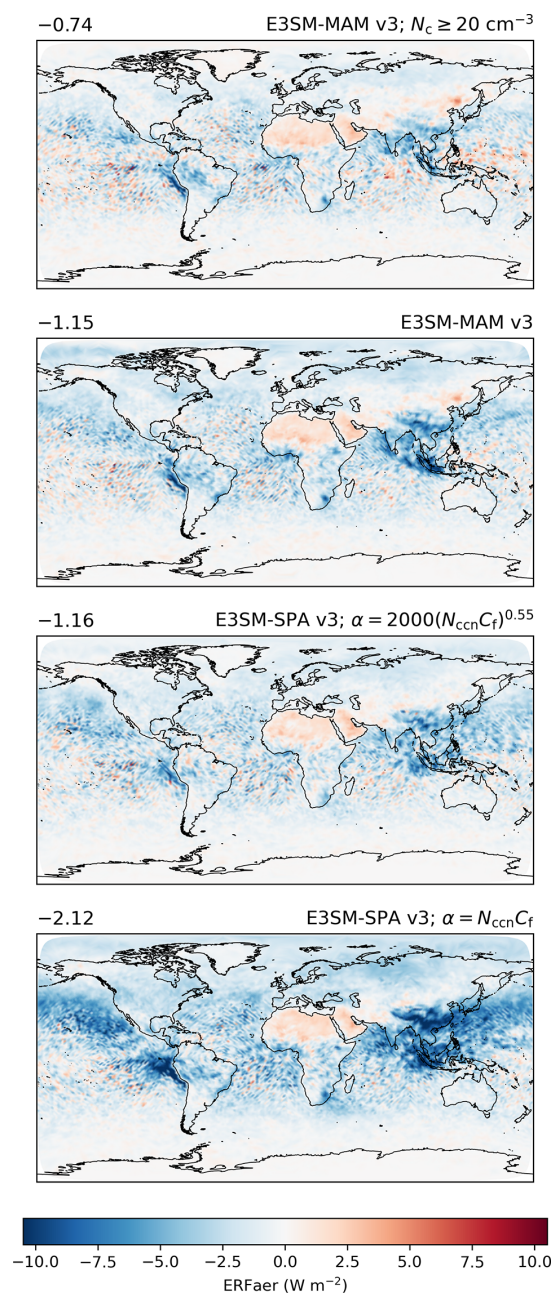 −0.74 E3SM-MAM v3; N_c ≥ 20 cm⁻³
−1.15 E3SM-MAM v3
−1.16 E3SM-SPA v3; α = 2000(N_ccn C_f)^0.55
−2.12 E3SM-SPA v3; α = N_ccn C_f
−10.0 −7.5 −5.0 −2.5 0.0 2.5 5.0 7.5 10.0
ERFaer (W m⁻²)